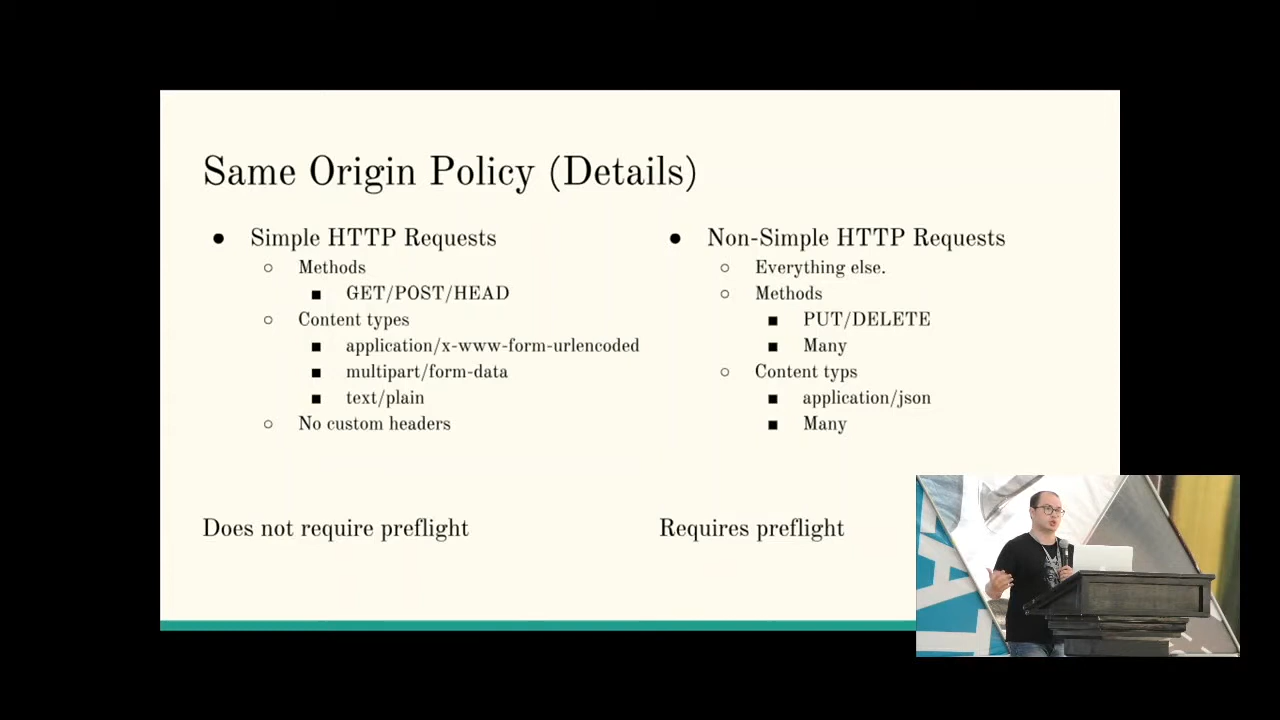 Same Origin Policy (Details)
● Simple HTTP Requests
○ Methods
■ GET/POST/HEAD
○ Content types
■ application/x-www-form-urlencoded
■ multipart/form-data
■ text/plain
○ No custom headers
Does not require preflight
● Non-Simple HTTP Requests
○ Everything else.
○ Methods
■ PUT/DELETE
■ Many
○ Content typs
■ application/json
■ Many
Requires preflight